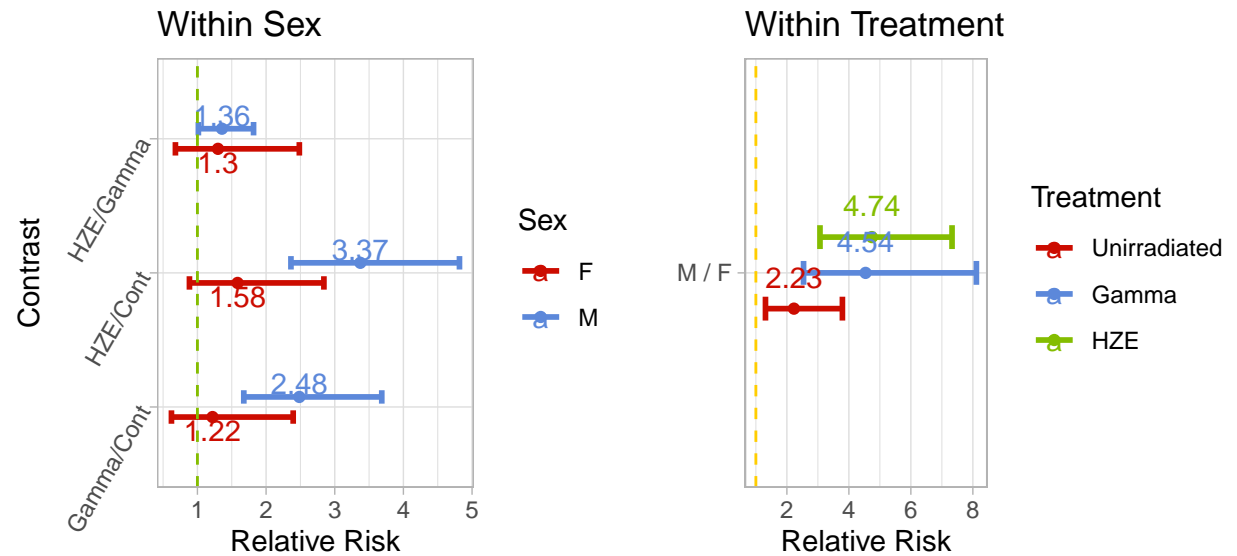 Within Sex
Contrast
HZE/Gamma
HZE/Cont
Gamma/Cont
1.36
1.3
3.37
1.58
2.48
1.22
1 2 3 4 5
Relative Risk
Sex
a F
a M
Within Treatment
M / F
4.74
4.54
2.23
2 4 6 8
Relative Risk
Treatment
a Unirradiated
a Gamma
a HZE